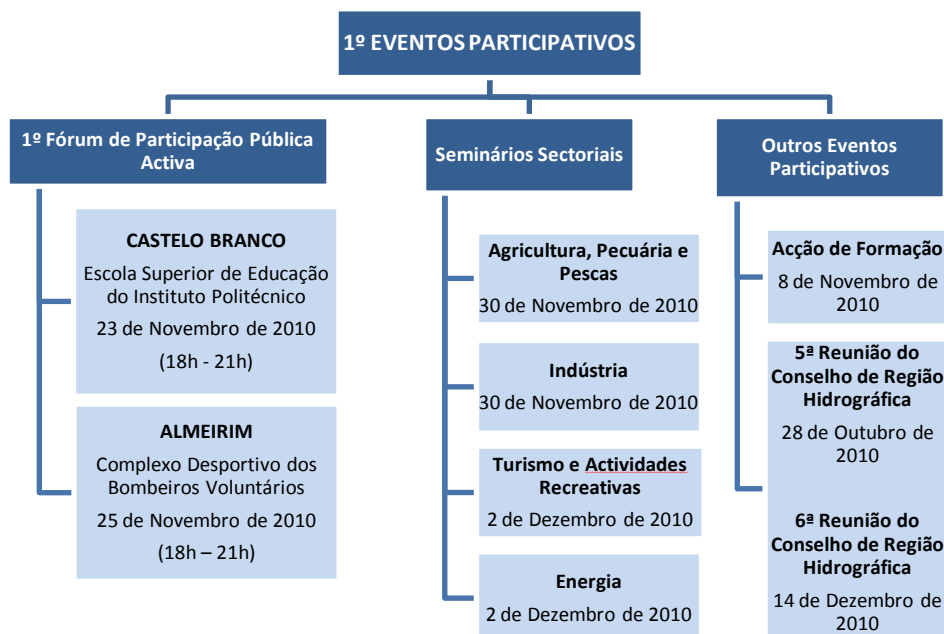 1º EVENTOS PARTICIPATIVOS
1º Fórum de Participação Pública
Activa
CASTELO BRANCO
Escola Superior de Educação
do Instituto Politécnico
23 de Novembro de 2010
(18h - 21h)
ALMEIRIM
Complexo Desportivo dos
Bombeiros Voluntários
25 de Novembro de 2010
(18h – 21h)
Seminários Sectoriais
Agricultura, Pecuária e
Pescas
30 de Novembro de 2010
Indústria
30 de Novembro de 2010
Turismo e Actividades
Recreativas
2 de Dezembro de 2010
Energia
2 de Dezembro de 2010
Outros Eventos
Participativos
Acção de Formação
8 de Novembro de
2010
5ª Reunião do
Conselho de Região
Hidrográfica
28 de Outubro de
2010
6ª Reunião do
Conselho de Região
Hidrográfica
14 de Dezembro de
2010